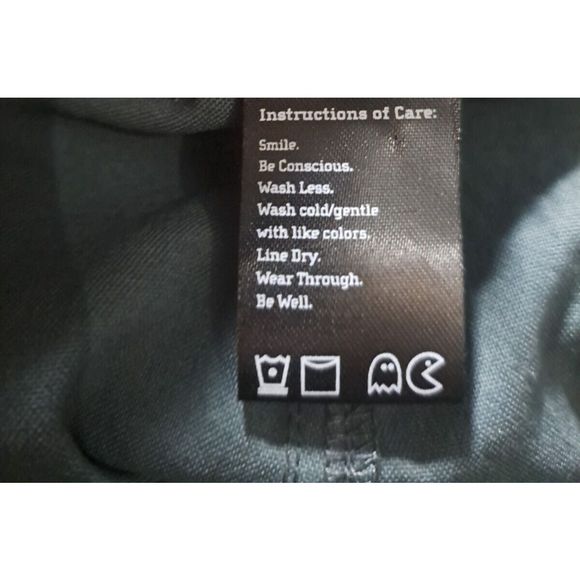 Instructions of Care:
Smile.
Be Conscious.
Wash Less.
Wash cold/gentle
with like colors.
Line Dry.
Wear Through.
Be Well.